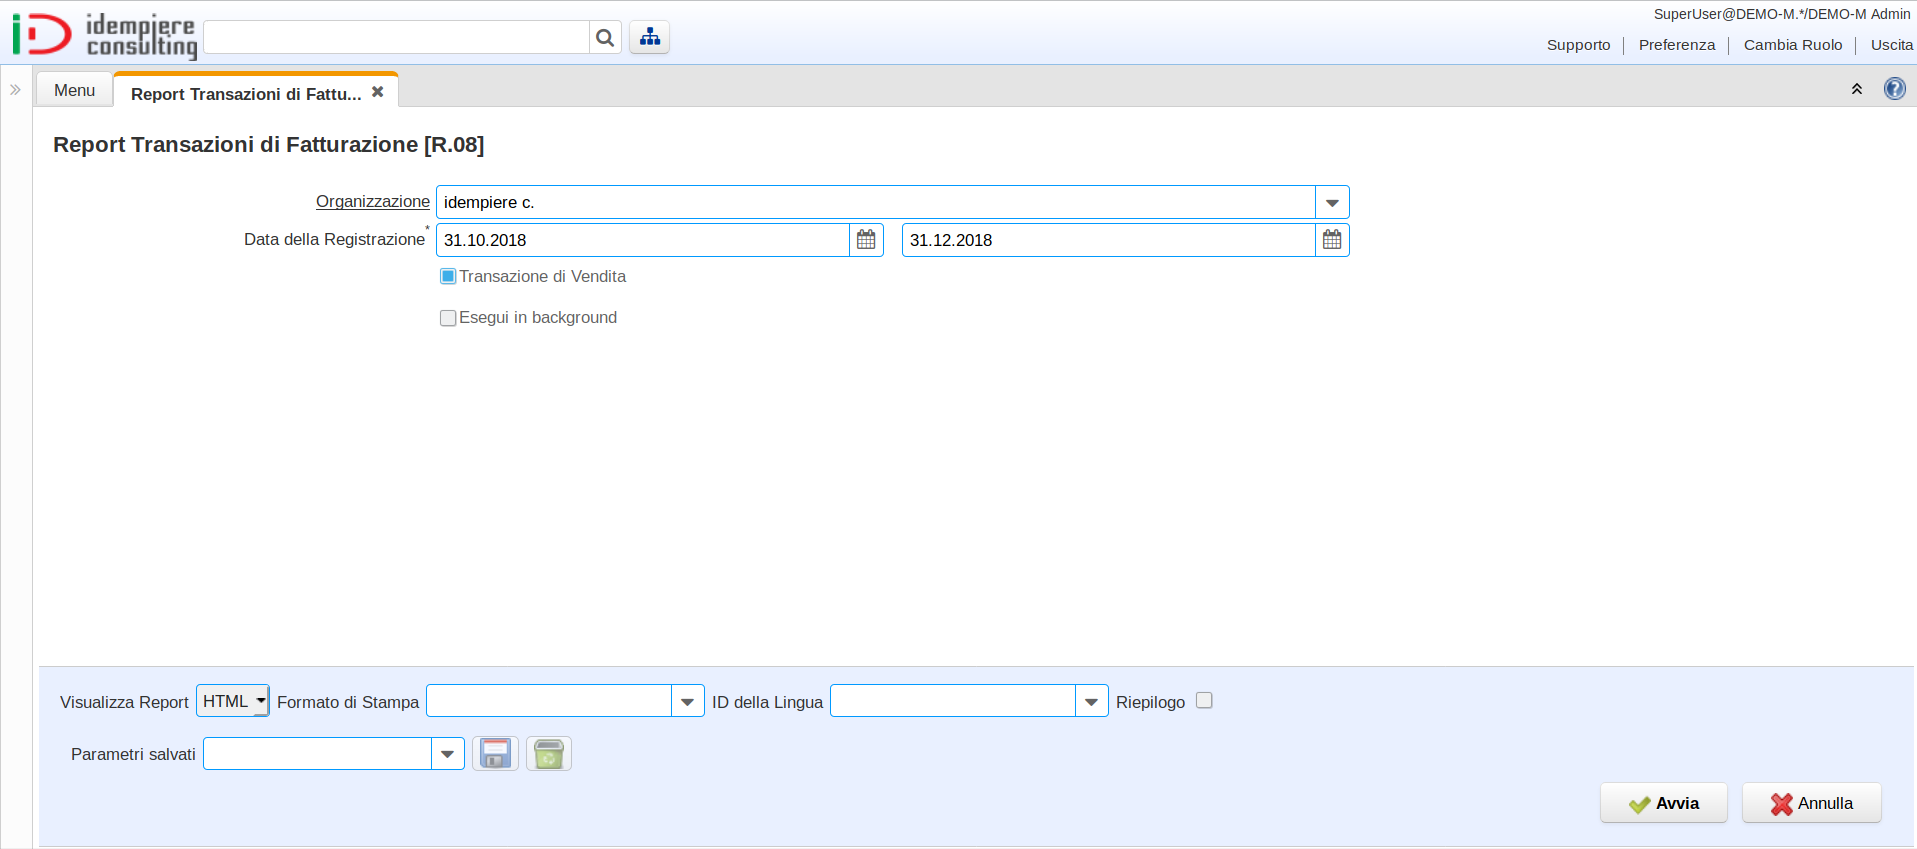 idempiere
consulting
SuperUser@DEMO-M.*/DEMO-M Admin
Supporto
Preferenza
Cambia Ruolo
Uscita
Menu
Report Transazioni di Fattu...
Report Transazioni di Fatturazione [R.08]
Organizzazione
idempiere c.
Data della Registrazione*
31.10.2018
31.12.2018
Transazione di Vendita
Esegui in background
Visualizza Report
HTML
Formato di Stampa
ID della Lingua
Riepilogo
Parametri salvati
Avvia
Annulla